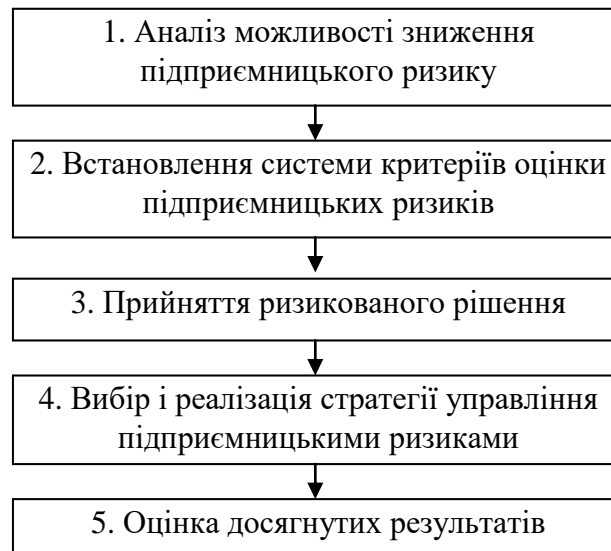 1. Аналіз можливості зниження
підприємницького ризику
2. Встановлення системи критеріїв оцінки
підприємницьких ризиків
3. Прийняття ризикованого рішення
4. Вибір і реалізація стратегії управління
підприємницькими ризиками
5. Оцінка досягнутих результатів